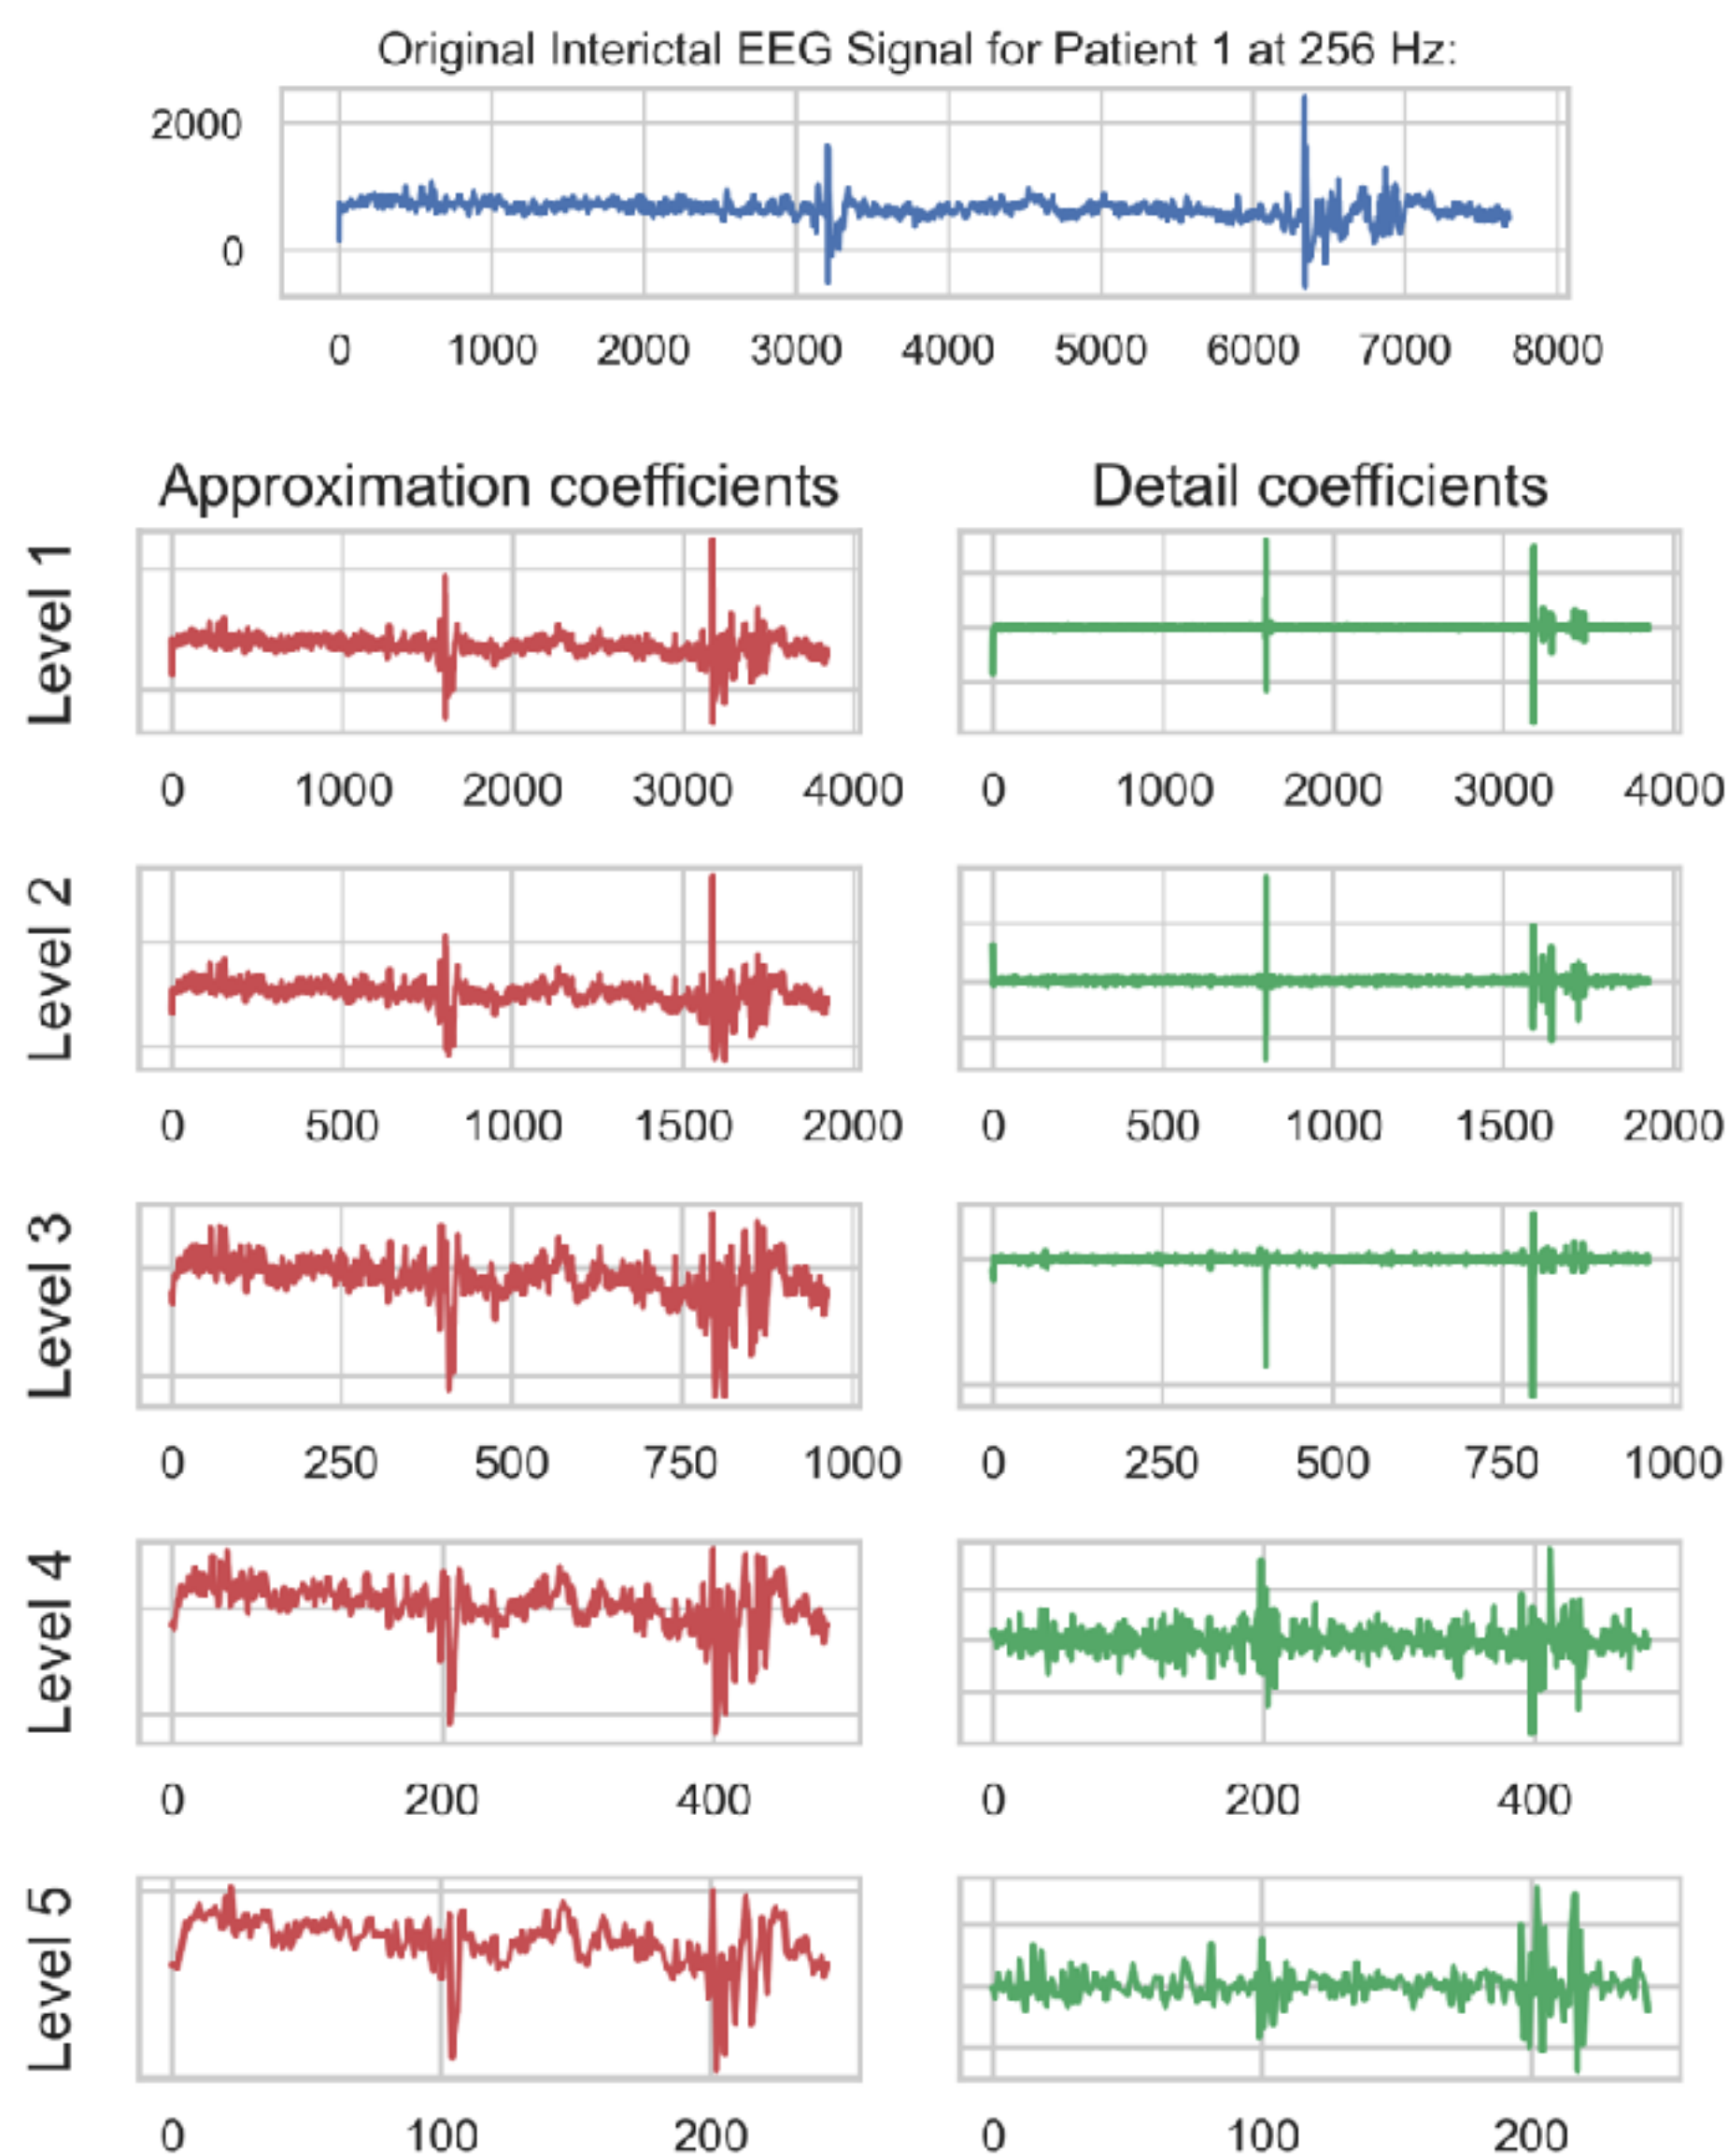 Original Interictal EEG Signal for Patient 1 at 256 Hz:
2000
0
0 1000 2000 3000 4000 5000 6000 7000 8000
Approximation coefficients Detail coefficients
Level 1
0 1000 2000 3000 4000 0 1000 2000 3000 4000
Level 2
0 500 1000 1500 2000 0 500 1000 1500 2000
Level 3
0 250 500 750 1000 0 250 500 750 1000
Level 4
0 200 400 0 200 400
Level 5
0 100 200 0 100 200